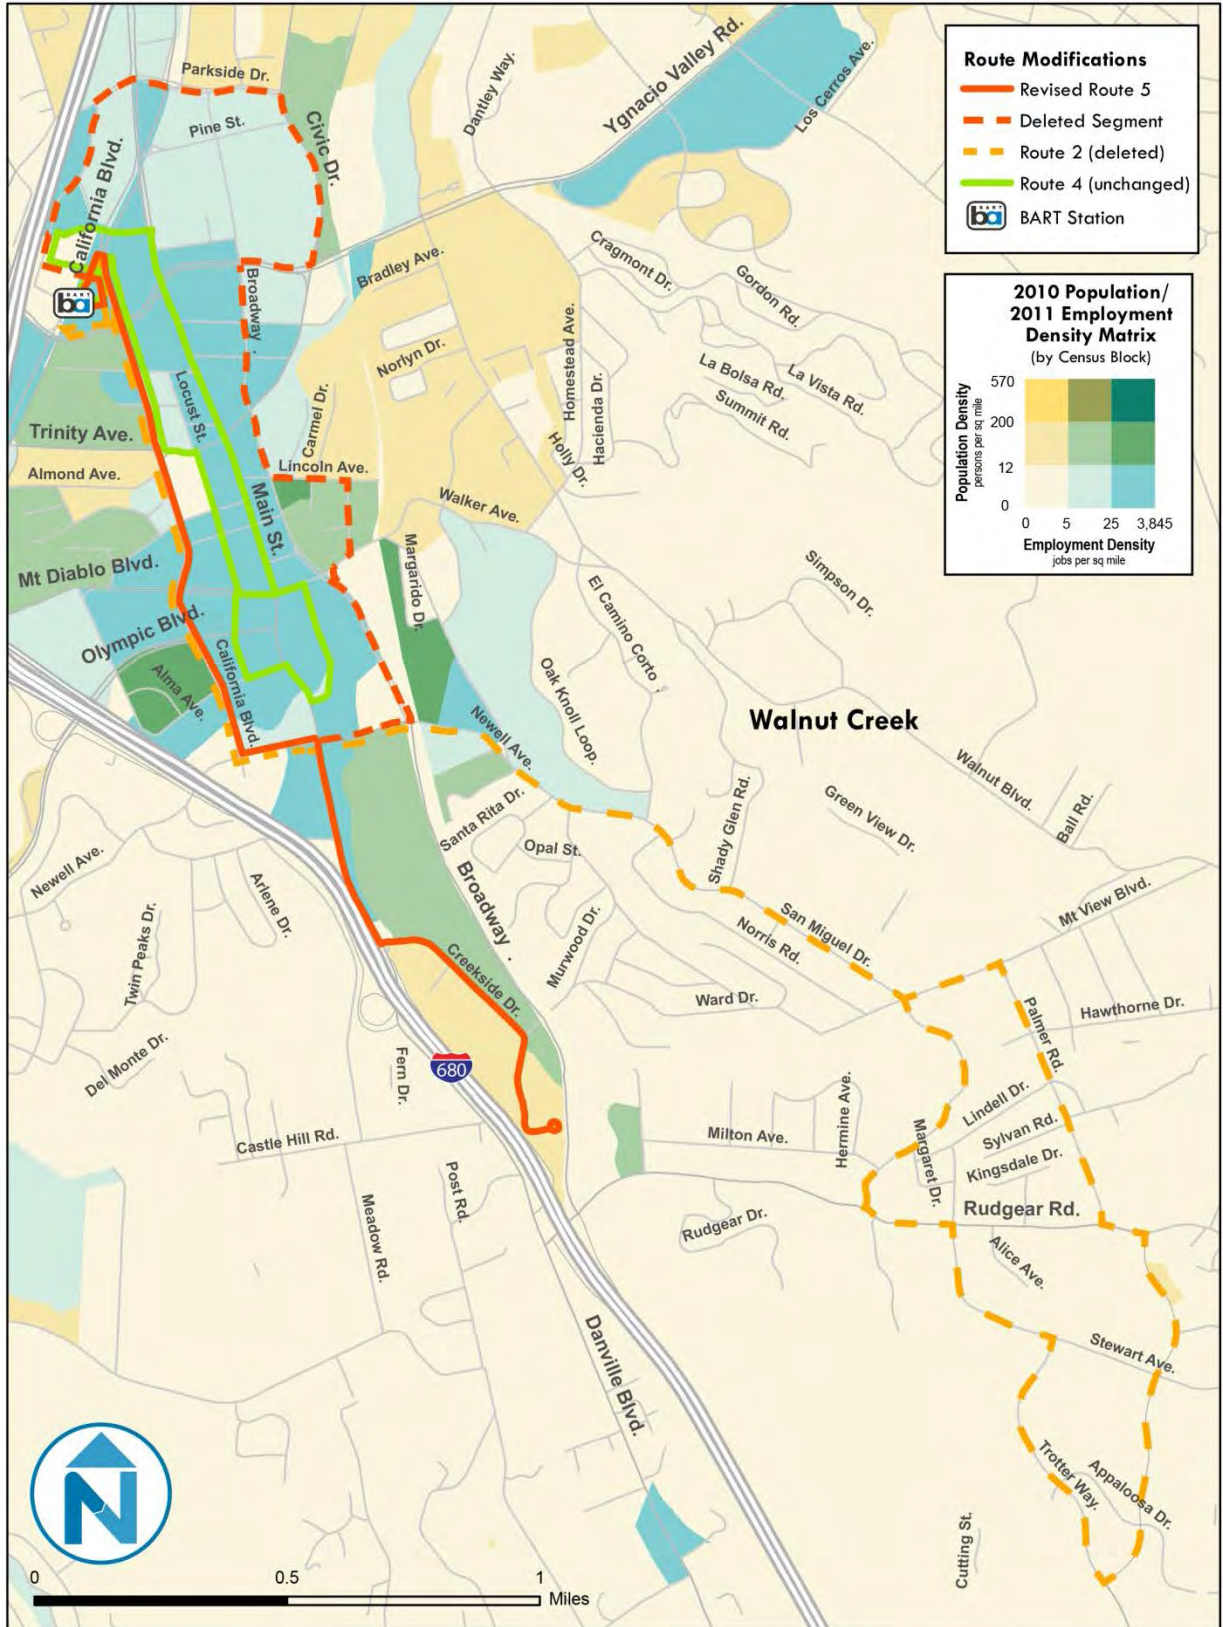 Route Modifications
Revised Route 5
Deleted Segment
Route 2 (deleted)
Route 4 (unchanged)
BART
ba
BART Station
2010 Population/
2011 Employment
Density Matrix
(by Census Block)
Population Density
persons per sq mile
570
200
12
0
0 5 25 3,845
Employment Density
jobs per sq mile
Parkside Dr.
Pine St.
Civic Dr.
California Blvd.
Dantley Way.
Ygnacio Valley Rd.
Los Cerros Ave.
BART
ba
Broadway .
Bradley Ave.
Cragmont Dr.
Gordon Rd.
Norlyn Dr.
Homestead Ave.
Hacienda Dr.
La Bolsa Rd.
La Vista Rd.
Summit Rd.
Locust St.
Carmel Dr.
Trinity Ave.
Almond Ave.
Lincoln Ave.
Holly Dr.
Main St.
Walker Ave.
Mt Diablo Blvd.
Margarido Dr.
Simpson Dr.
El Camino Corto .
Olympic Blvd.
Alma Ave.
California Blvd.
Oak Knoll Loop.
Newell Ave.
Walnut Creek
Walnut Blvd.
Ball Rd.
Shady Glen Rd.
Green View Dr.
Santa Rita Dr.
Opal St.
Newell Ave.
Arlene Dr.
Twin Peaks Dr.
Broadway .
Murwood Dr.
San Miguel Dr.
Norris Rd.
Mt View Blvd.
Creekside Dr.
Ward Dr.
Palmer Rd.
Hawthorne Dr.
Del Monte Dr.
Fern Dr.
680
Castle Hill Rd.
Milton Ave.
Hermine Ave.
Lindell Dr.
Sylvan Rd.
Margaret Dr.
Kingsdale Dr.
Post Rd.
Meadow Rd.
Rudgear Dr.
Rudgear Rd.
Alice Ave.
Danville Blvd.
Stewart Ave.
Trotter Way.
Appaloosa Dr.
Cutting St.
N
0 0.5 1
Miles